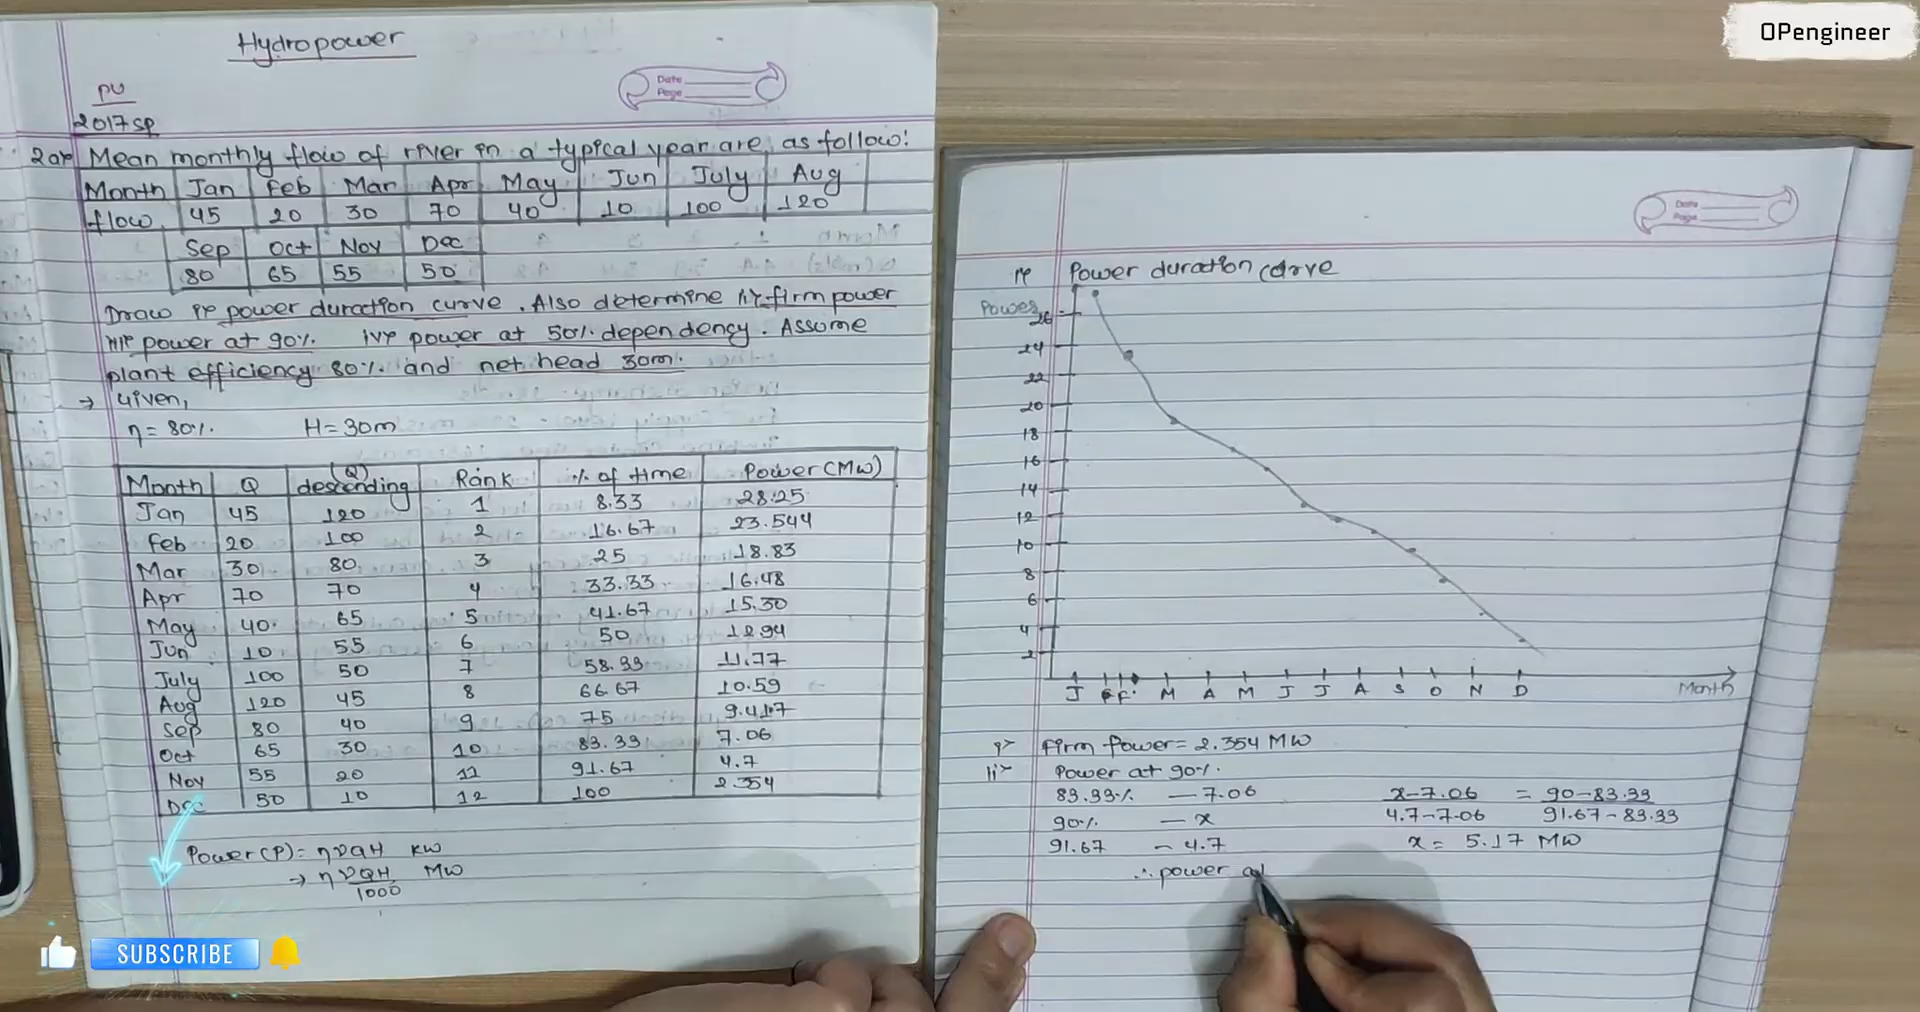 OPengineer
Hydropower
PU
2017 SP
Date
Page
2a) Mean monthly flow of river in a typical year are as follow:
Month Jan Feb Mar Apr May Jun July Aug
flow 45 20 30 70 40 10 100 120
Sep Oct Nov Dec
80 65 55 50
Draw i) power duration curve. Also determine ii) firm power
iii) power at 90% iv) power at 50% dependency. Assume
plant efficiency 80% and net head 30m.
→ Given,
η = 80% H = 30m
Month Q (Q) descending Rank % of time Power (MW)
Jan 45 120 1 8.33 28.25
Feb 20 100 2 16.67 23.544
Mar 30 80 3 25 18.83
Apr 70 70 4 33.33 16.48
May 40 65 5 41.67 15.30
Jun 10 55 6 50 12.94
July 100 50 7 58.33 11.77
Aug 120 45 8 66.67 10.59
Sep 80 40 9 75 9.417
Oct 65 30 10 83.33 7.06
Nov 55 20 11 91.67 4.7
Dec 50 10 12 100 2.354
Power (P) = ηγQH KW
→ ηγQH/1000 MW
SUBSCRIBE
Date
Page
i) Power duration curve
Power
26
24
22
20
18
16
14
12
10
8
6
4
2
J F F M A M J J A S O N D Month
i> Firm Power = 2.354 MW
ii> Power at 90%.
83.33% — 7.06 x-7.06 = 90-83.33
90% — x 4.7-7.06 91.67-83.33
91.67 — 4.7 x = 5.17 MW
∴ power at